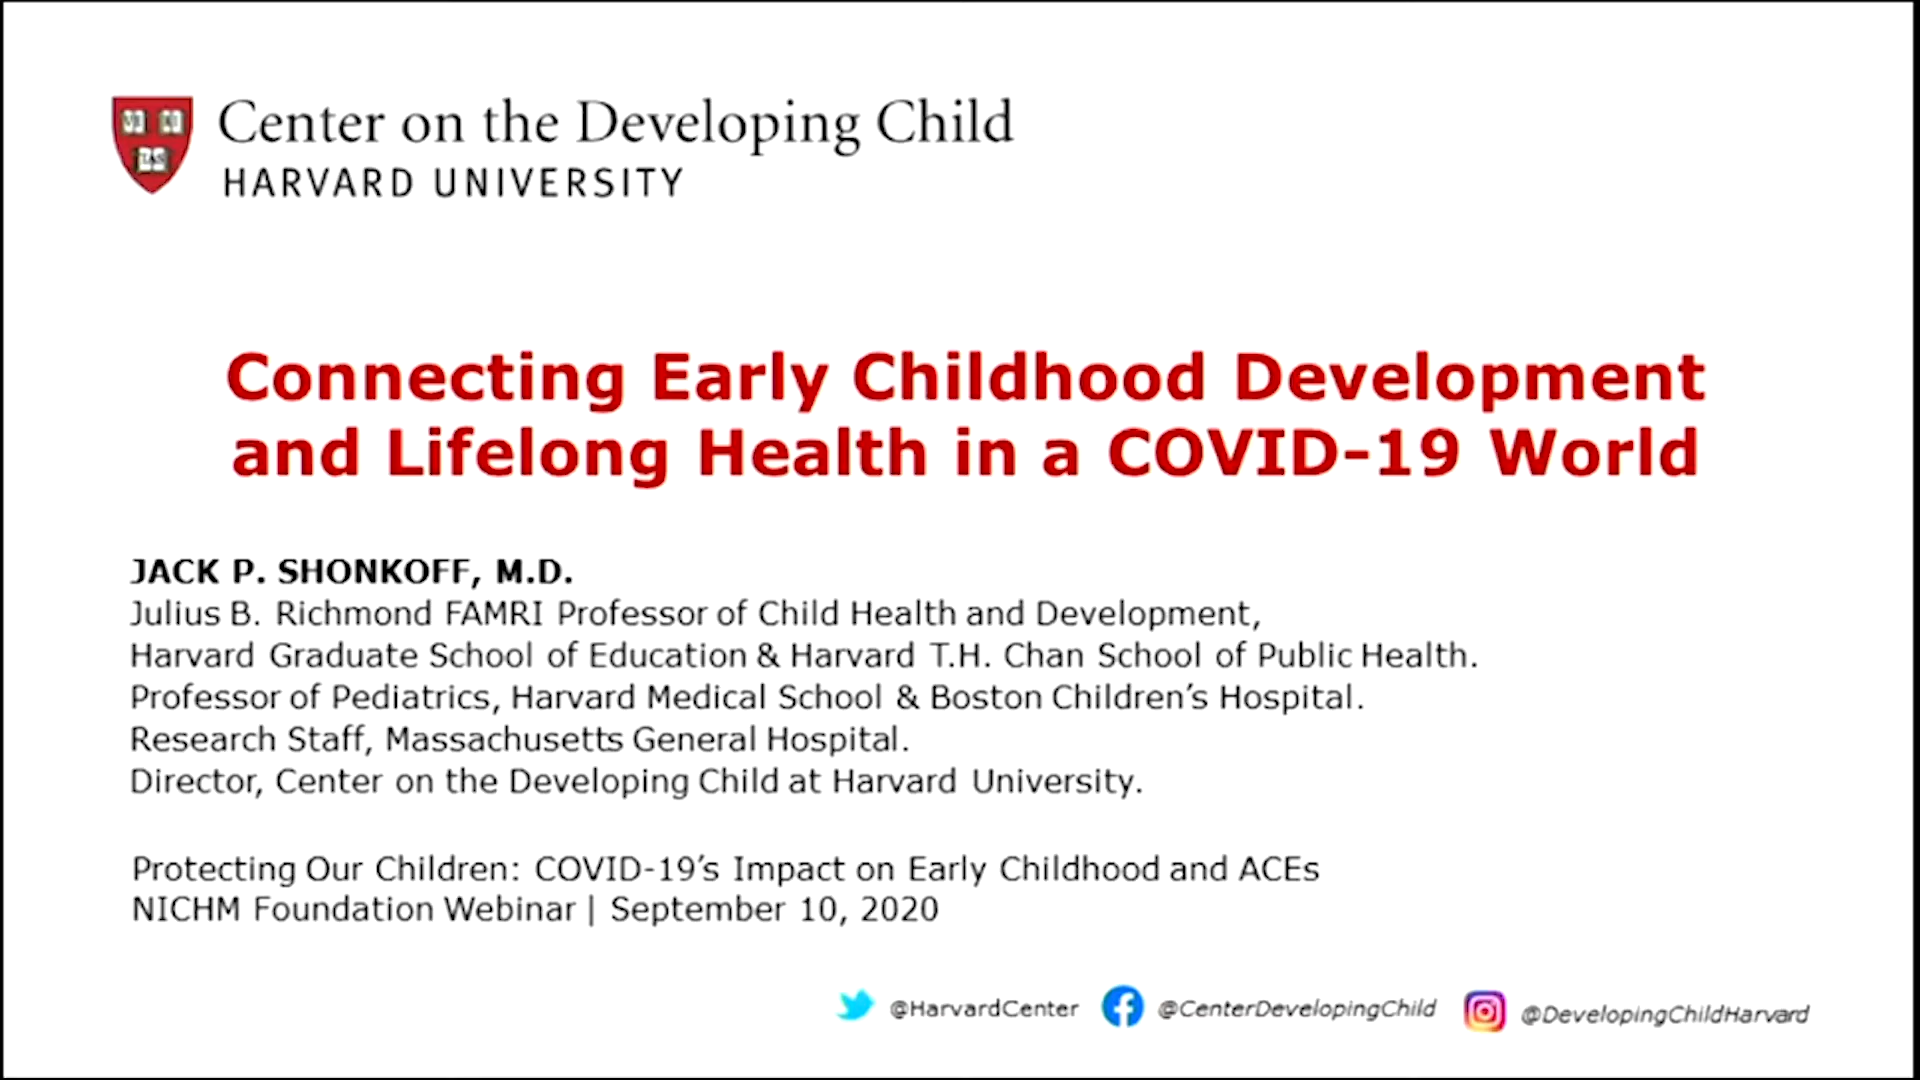 VE RI
TAS
Center on the Developing Child
HARVARD UNIVERSITY
Connecting Early Childhood Development
and Lifelong Health in a COVID-19 World
JACK P. SHONKOFF, M.D.
Julius B. Richmond FAMRI Professor of Child Health and Development,
Harvard Graduate School of Education & Harvard T.H. Chan School of Public Health.
Professor of Pediatrics, Harvard Medical School & Boston Children’s Hospital.
Research Staff, Massachusetts General Hospital.
Director, Center on the Developing Child at Harvard University.
Protecting Our Children: COVID-19’s Impact on Early Childhood and ACEs
NICHM Foundation Webinar | September 10, 2020
@HarvardCenter @CenterDevelopingChild @DevelopingChildHarvard